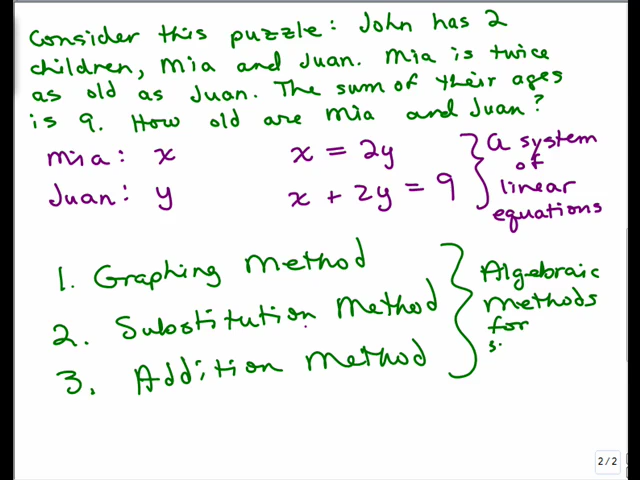 Consider this puzzle: John has 2
children, Mia and Juan. Mia is twice
as old as Juan. The sum of their ages
is 9. How old are Mia and Juan?
Mia: x
x = 2y
Juan: y
x + 2y = 9
A system
of
linear
equations
1. Graphing Method
2. Substitution Method
3. Addition Method
Algebraic
Methods
for
s
2/2